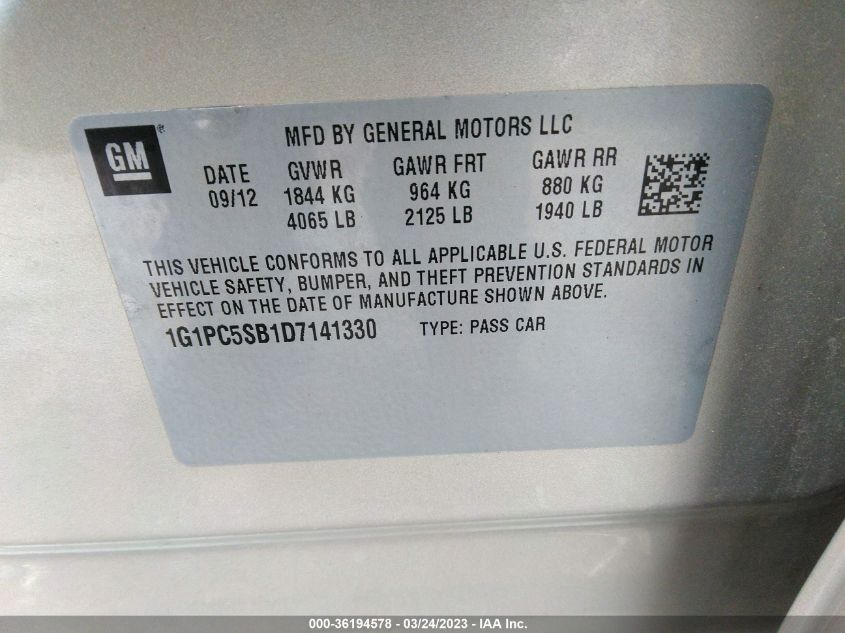 GM®
MFD BY GENERAL MOTORS LLC
DATE GVWR GAWR FRT GAWR RR
09/12 1844 KG 964 KG 880 KG
4065 LB 2125 LB 1940 LB
THIS VEHICLE CONFORMS TO ALL APPLICABLE U.S. FEDERAL MOTOR
VEHICLE SAFETY, BUMPER, AND THEFT PREVENTION STANDARDS IN
EFFECT ON THE DATE OF MANUFACTURE SHOWN ABOVE.
1G1PC5SB1D7141330 TYPE: PASS CAR
000-36194578 - 03/24/2023 - IAA Inc.